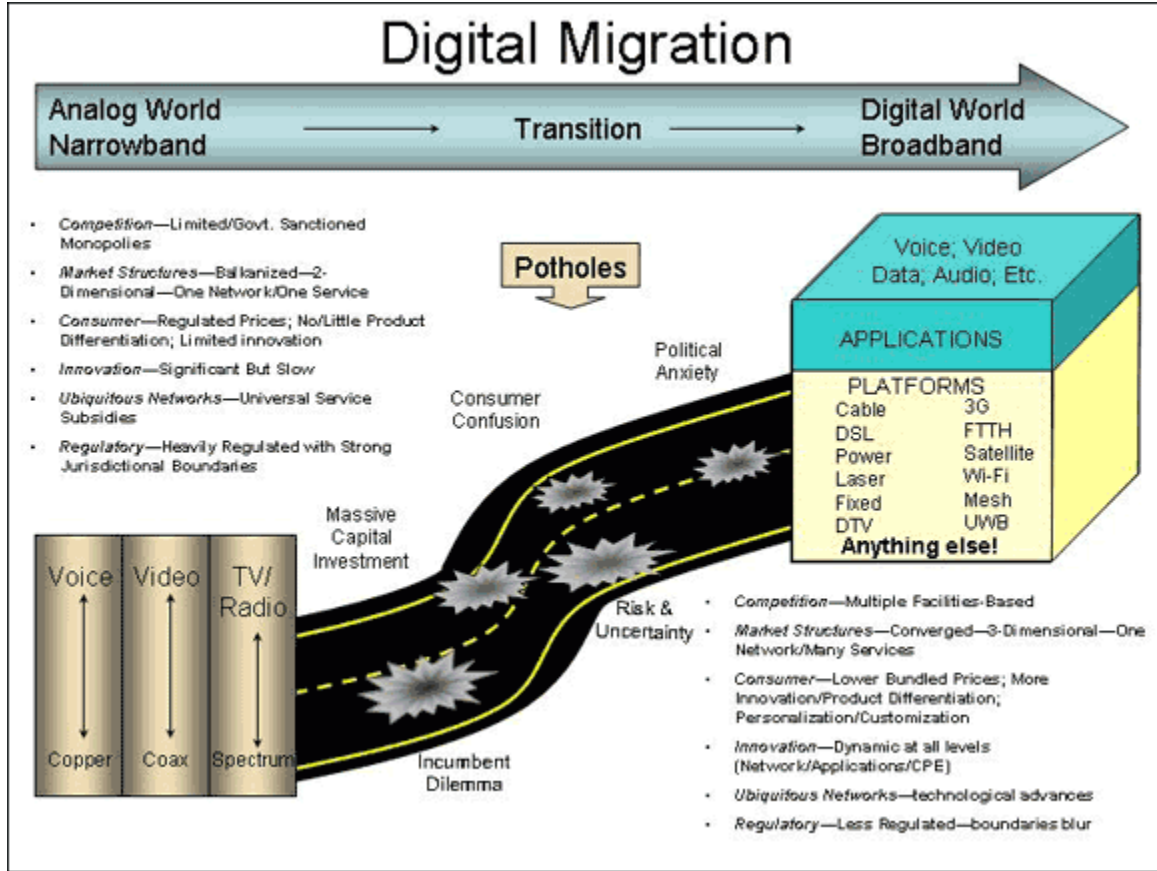 Digital Migration
Analog World
Narrowband
Transition
Digital World
Broadband
• Competition—Limited/Govt. Sanctioned
Monopolies
• Market Structures—Balkanized—2-
Dimensional—One Network/One Service
• Consumer—Regulated Prices; No/Little Product
Differentiation; Limited innovation
• Innovation—Significant But Slow
• Ubiquitous Networks—Universal Service
Subsidies
• Regulatory—Heavily Regulated with Strong
Jurisdictional Boundaries
Potholes
Massive
Capital
Investment
Consumer
Confusion
Political
Anxiety
Incumbent
Dilemma
Risk &
Uncertainty
Voice
Copper
Video
Coax
TV/
Radio
Spectrum
Voice; Video
Data; Audio; Etc.
APPLICATIONS
PLATFORMS
Cable 3G
DSL FTTH
Power Satellite
Laser Wi-Fi
Fixed Mesh
DTV UWB
Anything else!
• Competition—Multiple Facilities-Based
• Market Structures—Converged—3-Dimensional—One
Network/Many Services
• Consumer—Lower Bundled Prices; More
Innovation/Product Differentiation;
Personalization/Customization
• Innovation—Dynamic at all levels
(Network/Applications/CPE)
• Ubiquitous Networks—technological advances
• Regulatory—Less Regulated—boundaries blur